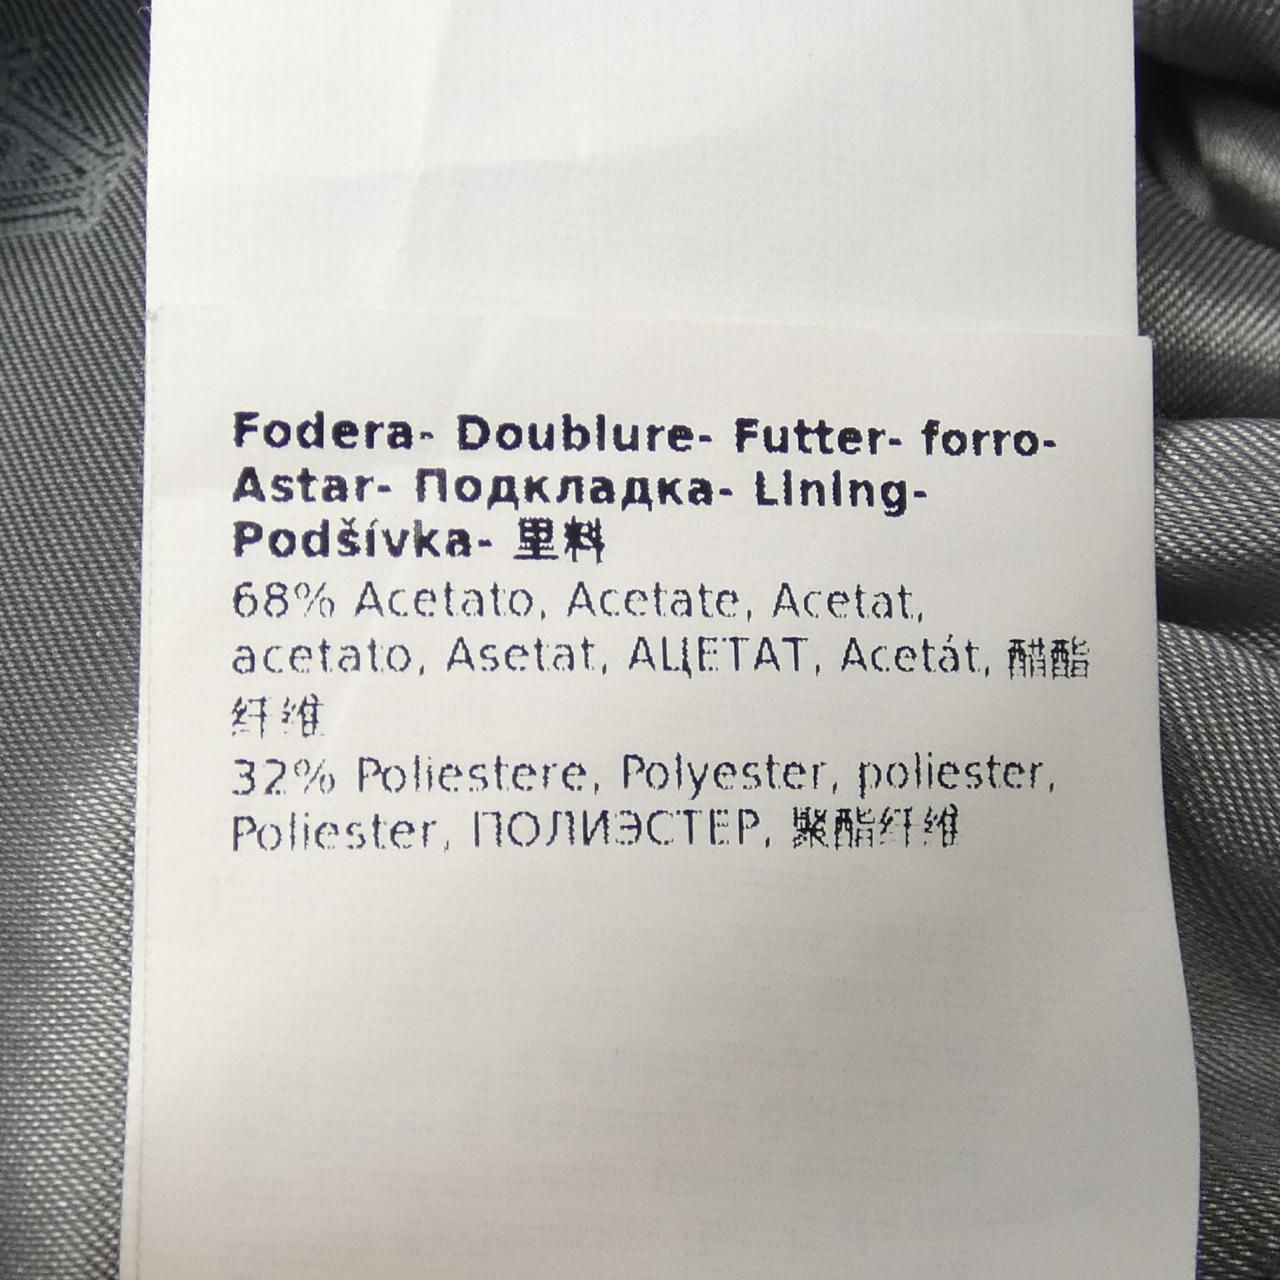 Fodera- Doublure- Futter- forro-
Astar- Подкладка- Lining-
Podšívka- 里料
68% Acetato, Acetate, Acetat,
acetato, Asetat, АЦЕТАТ, Acetát, 醋酯
纤维
32% Poliestere, Polyester, poliester,
Poliester, ПОЛИЭСТЕР, 聚酯纤维